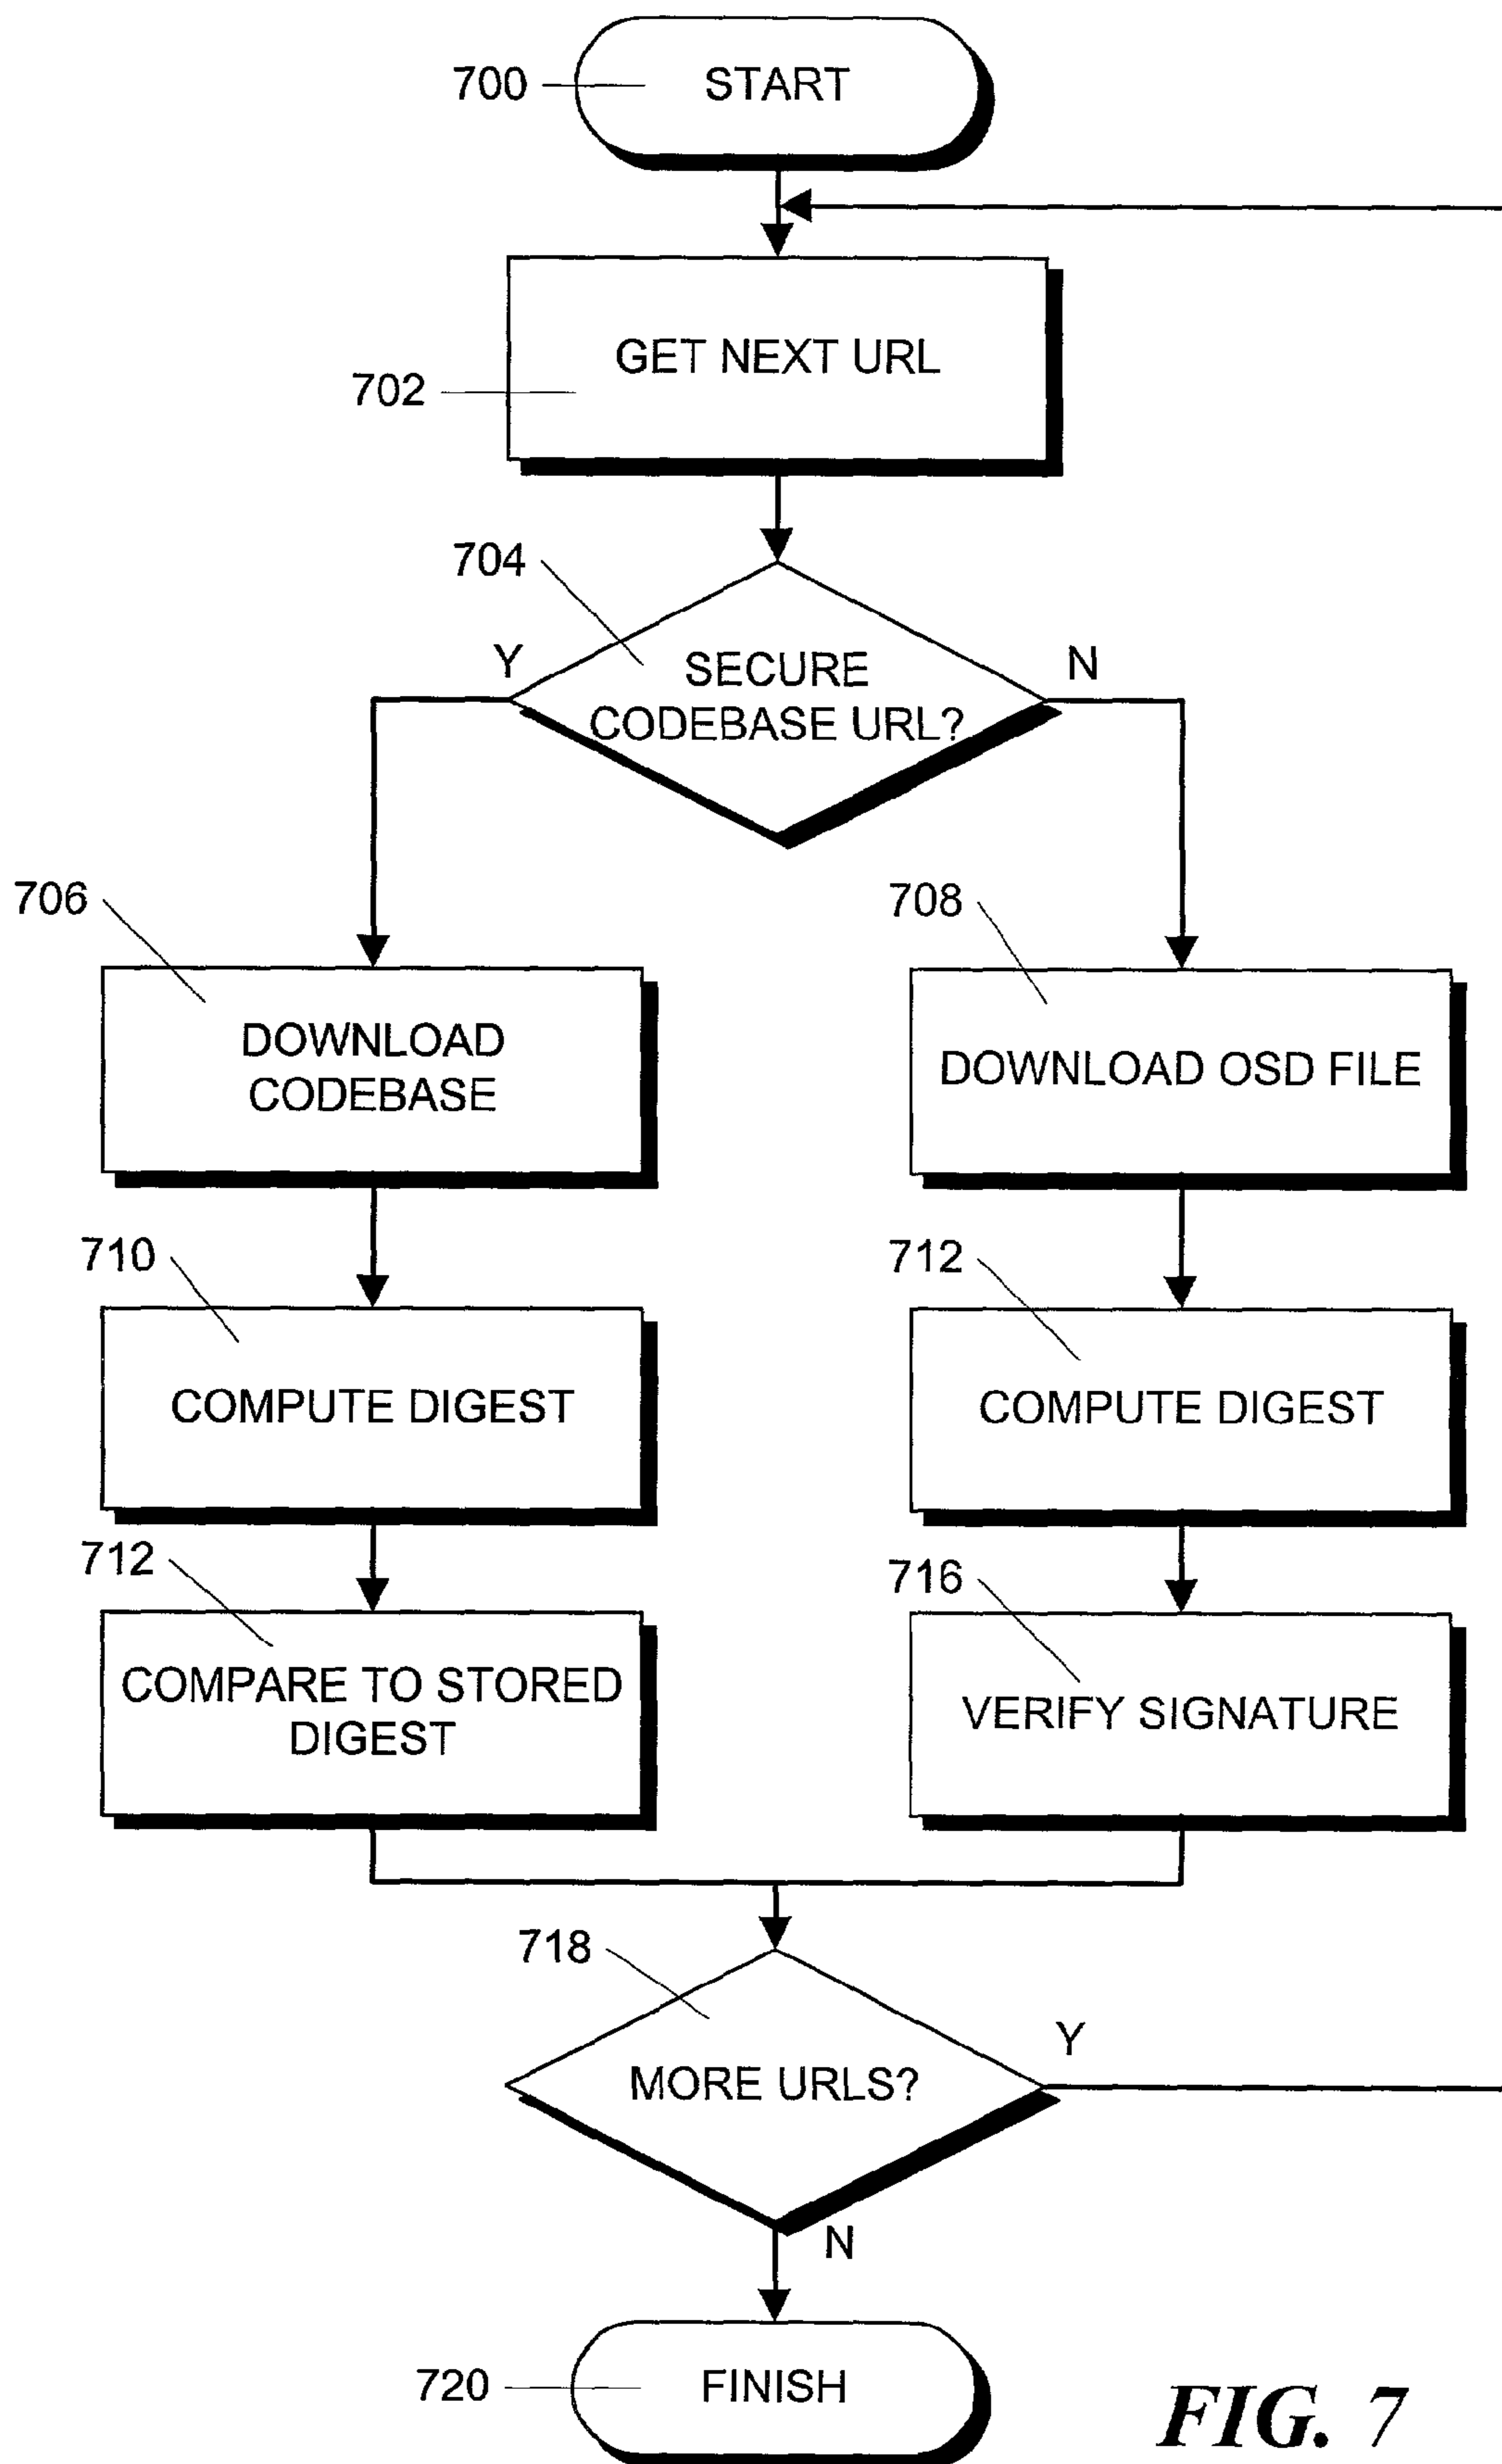 700
START
GET NEXT URL
702
704
Y
N
SECURE
CODEBASE URL?
706
708
DOWNLOAD
CODEBASE
DOWNLOAD OSD FILE
710
712
COMPUTE DIGEST
COMPUTE DIGEST
712
716
COMPARE TO STORED
DIGEST
VERIFY SIGNATURE
718
Y
MORE URLS?
N
720
FINISH
FIG. 7